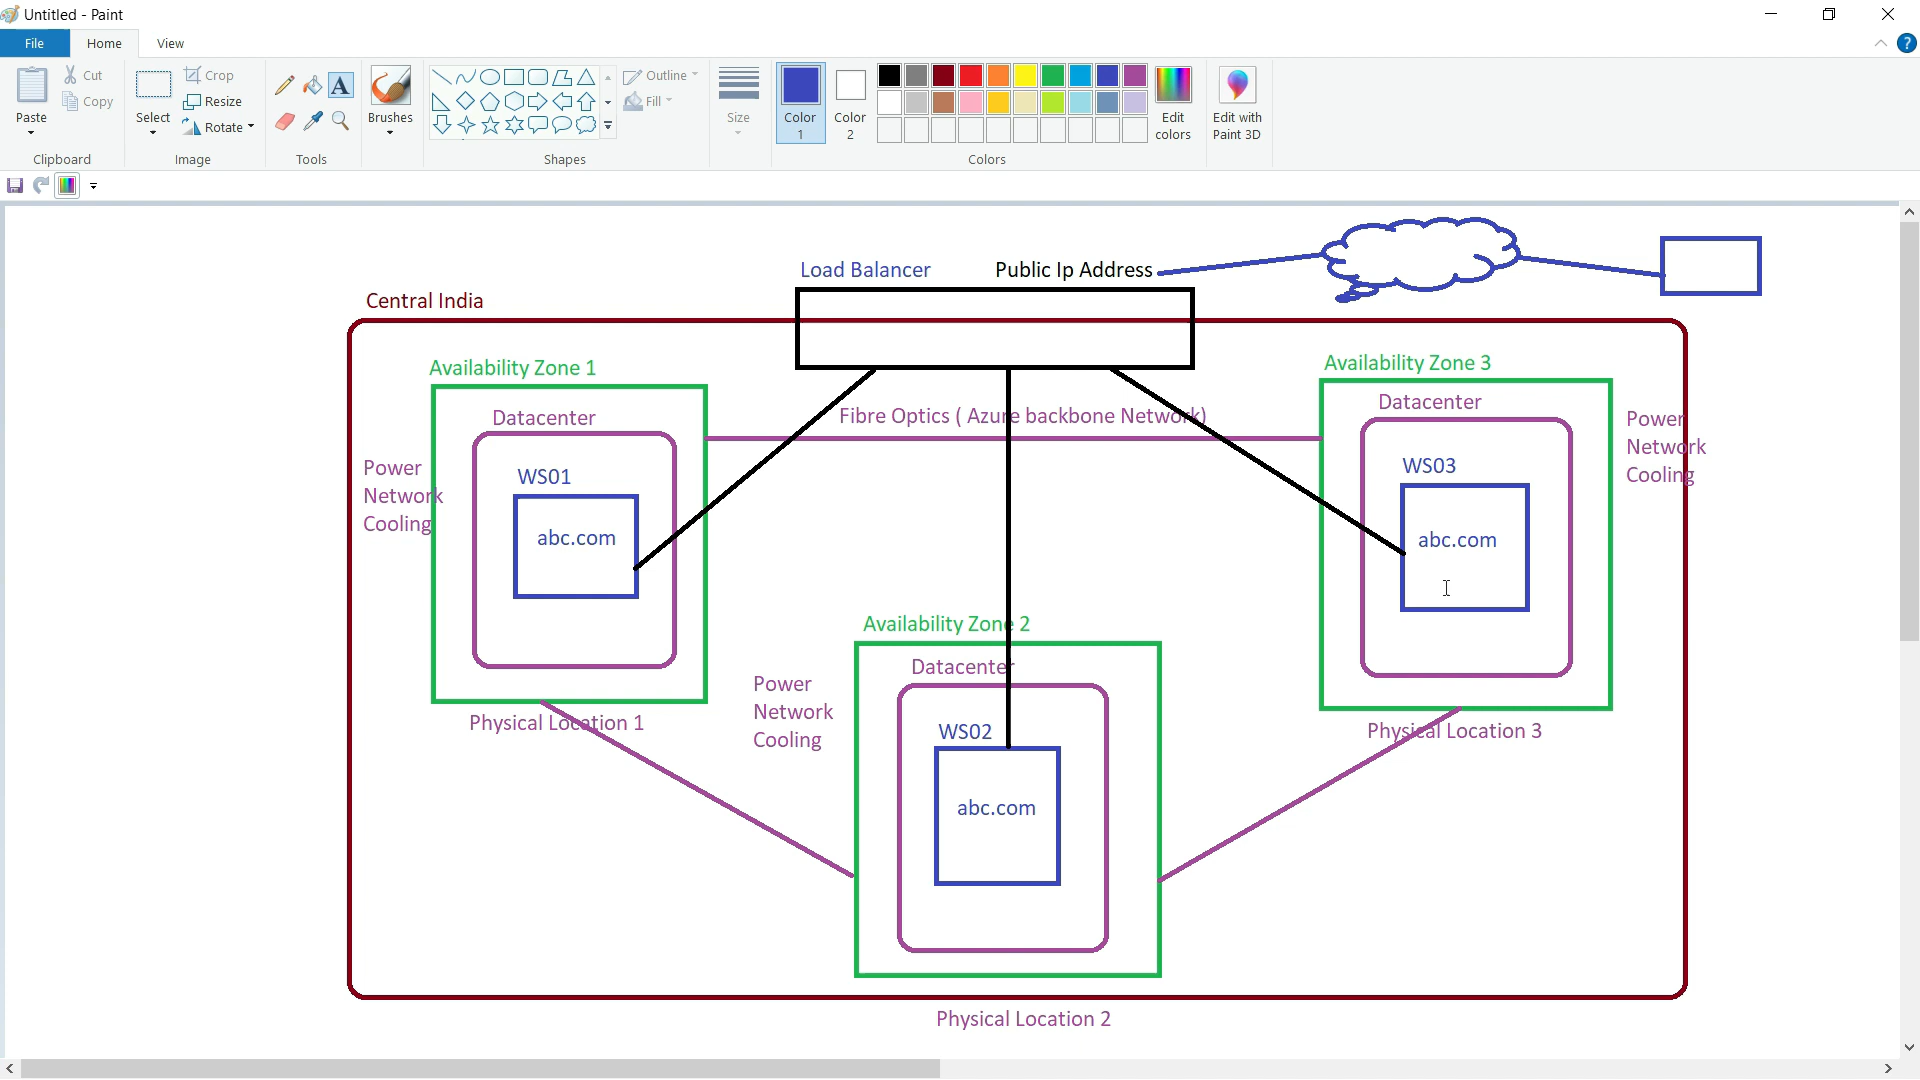 Untitled - Paint
File
Home
View
Paste
Cut
Copy
Clipboard
Select
Crop
Resize
Rotate
Image
A
Tools
Brushes
Shapes
Outline
Fill
Size
Color
1
Color
2
Colors
Edit
colors
Edit with
Paint 3D
?
Load Balancer
Public Ip Address
Central India
Availability Zone 1
Datacenter
WS01
abc.com
Power
Network
Cooling
Physical Location 1
Fibre Optics ( Azure backbone Network)
Availability Zone 3
Datacenter
WS03
abc.com
Power
Network
Cooling
Physical Location 3
Availability Zone 2
Datacenter
WS02
abc.com
Power
Network
Cooling
Physical Location 2